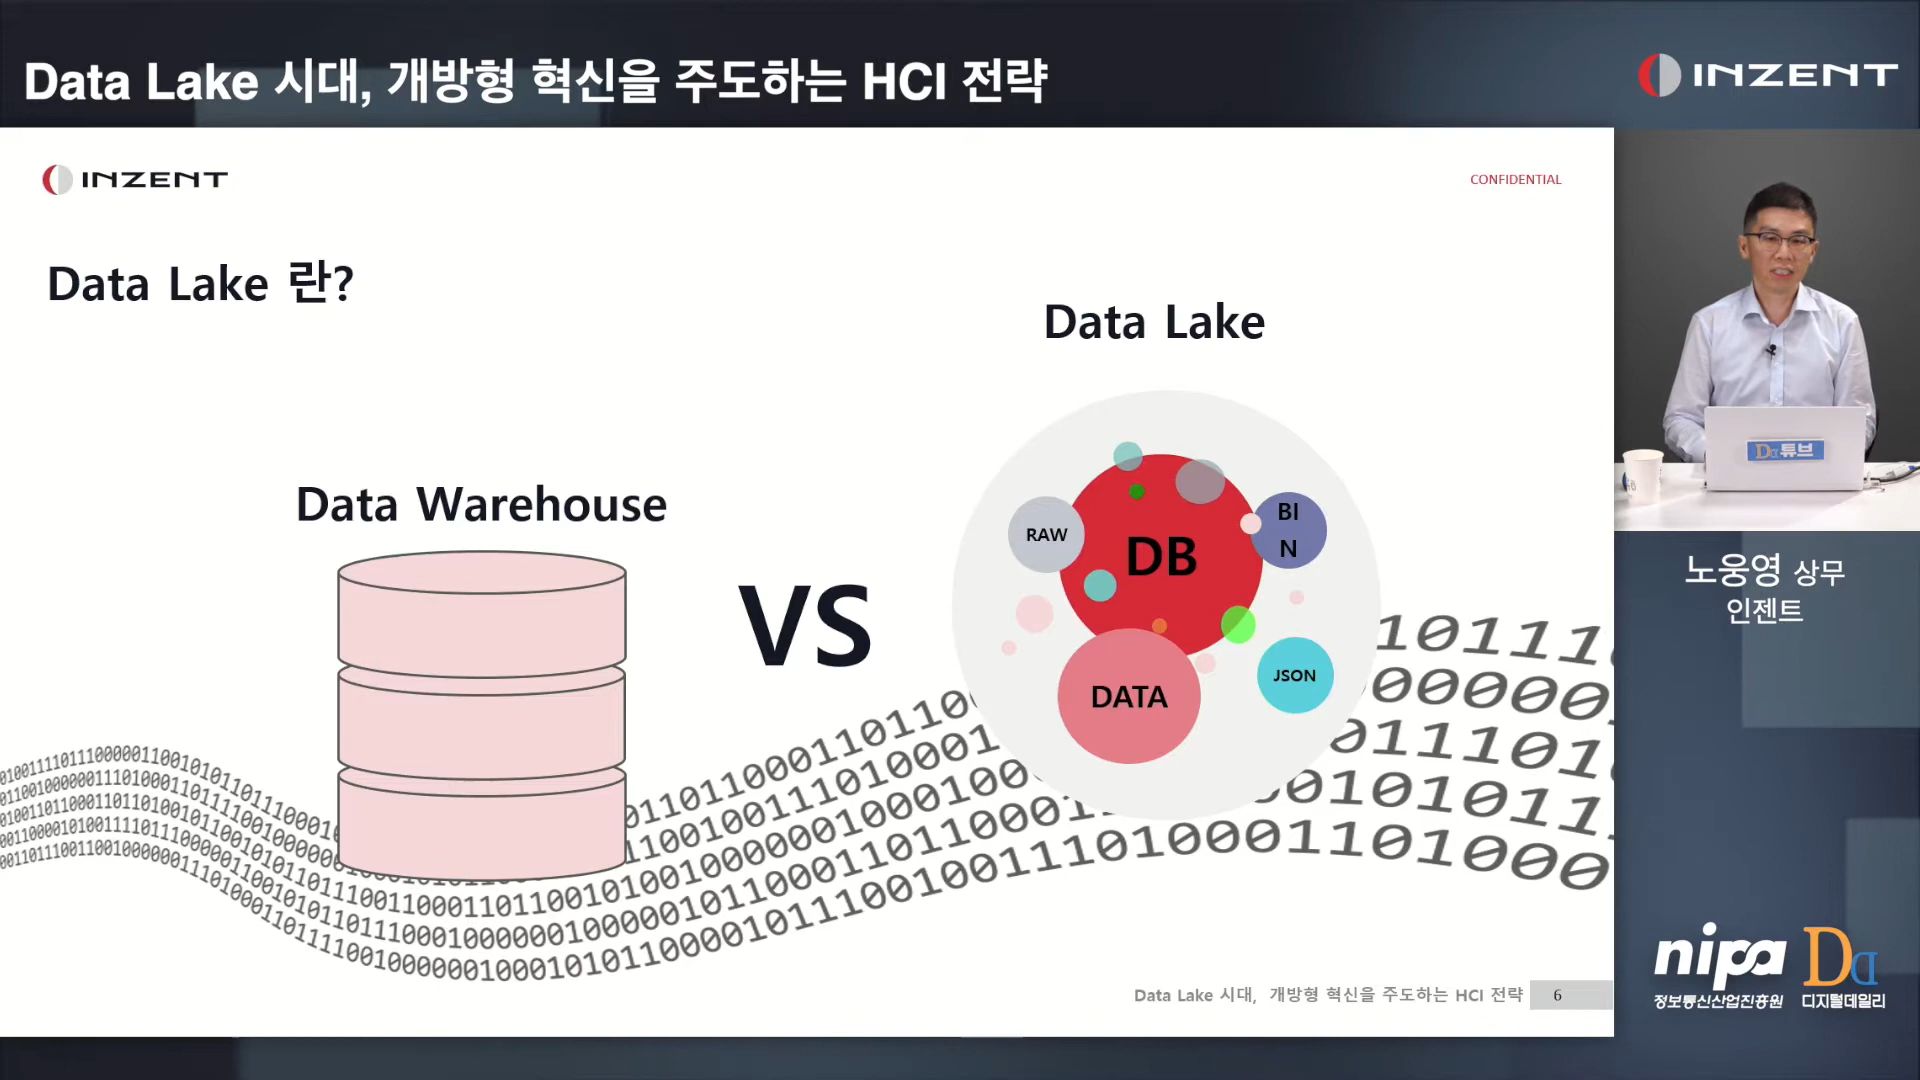 Data Lake 시대, 개방형 혁신을 주도하는 HCI 전략
INZENT
INZENT
CONFIDENTIAL
Data Lake 란?
Data Warehouse
VS
Data Lake
RAW
DB
BI
N
DATA
JSON
Data Lake 시대, 개방형 혁신을 주도하는 HCI 전략
6
DD튜브
노웅영 상무
인젠트
nipa
정보통신산업진흥원
DD
디지털데일리